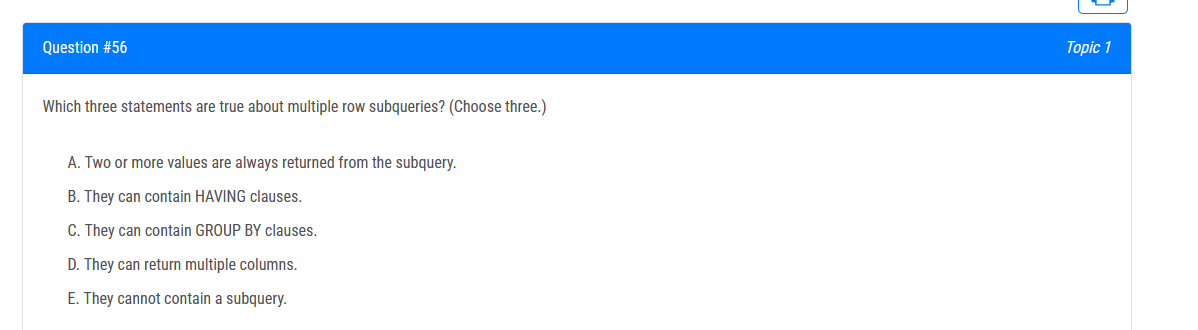 Question #56
Topic 1
Which three statements are true about multiple row subqueries? (Choose three.)
A. Two or more values are always returned from the subquery.
B. They can contain HAVING clauses.
C. They can contain GROUP BY clauses.
D. They can return multiple columns.
E. They cannot contain a subquery.